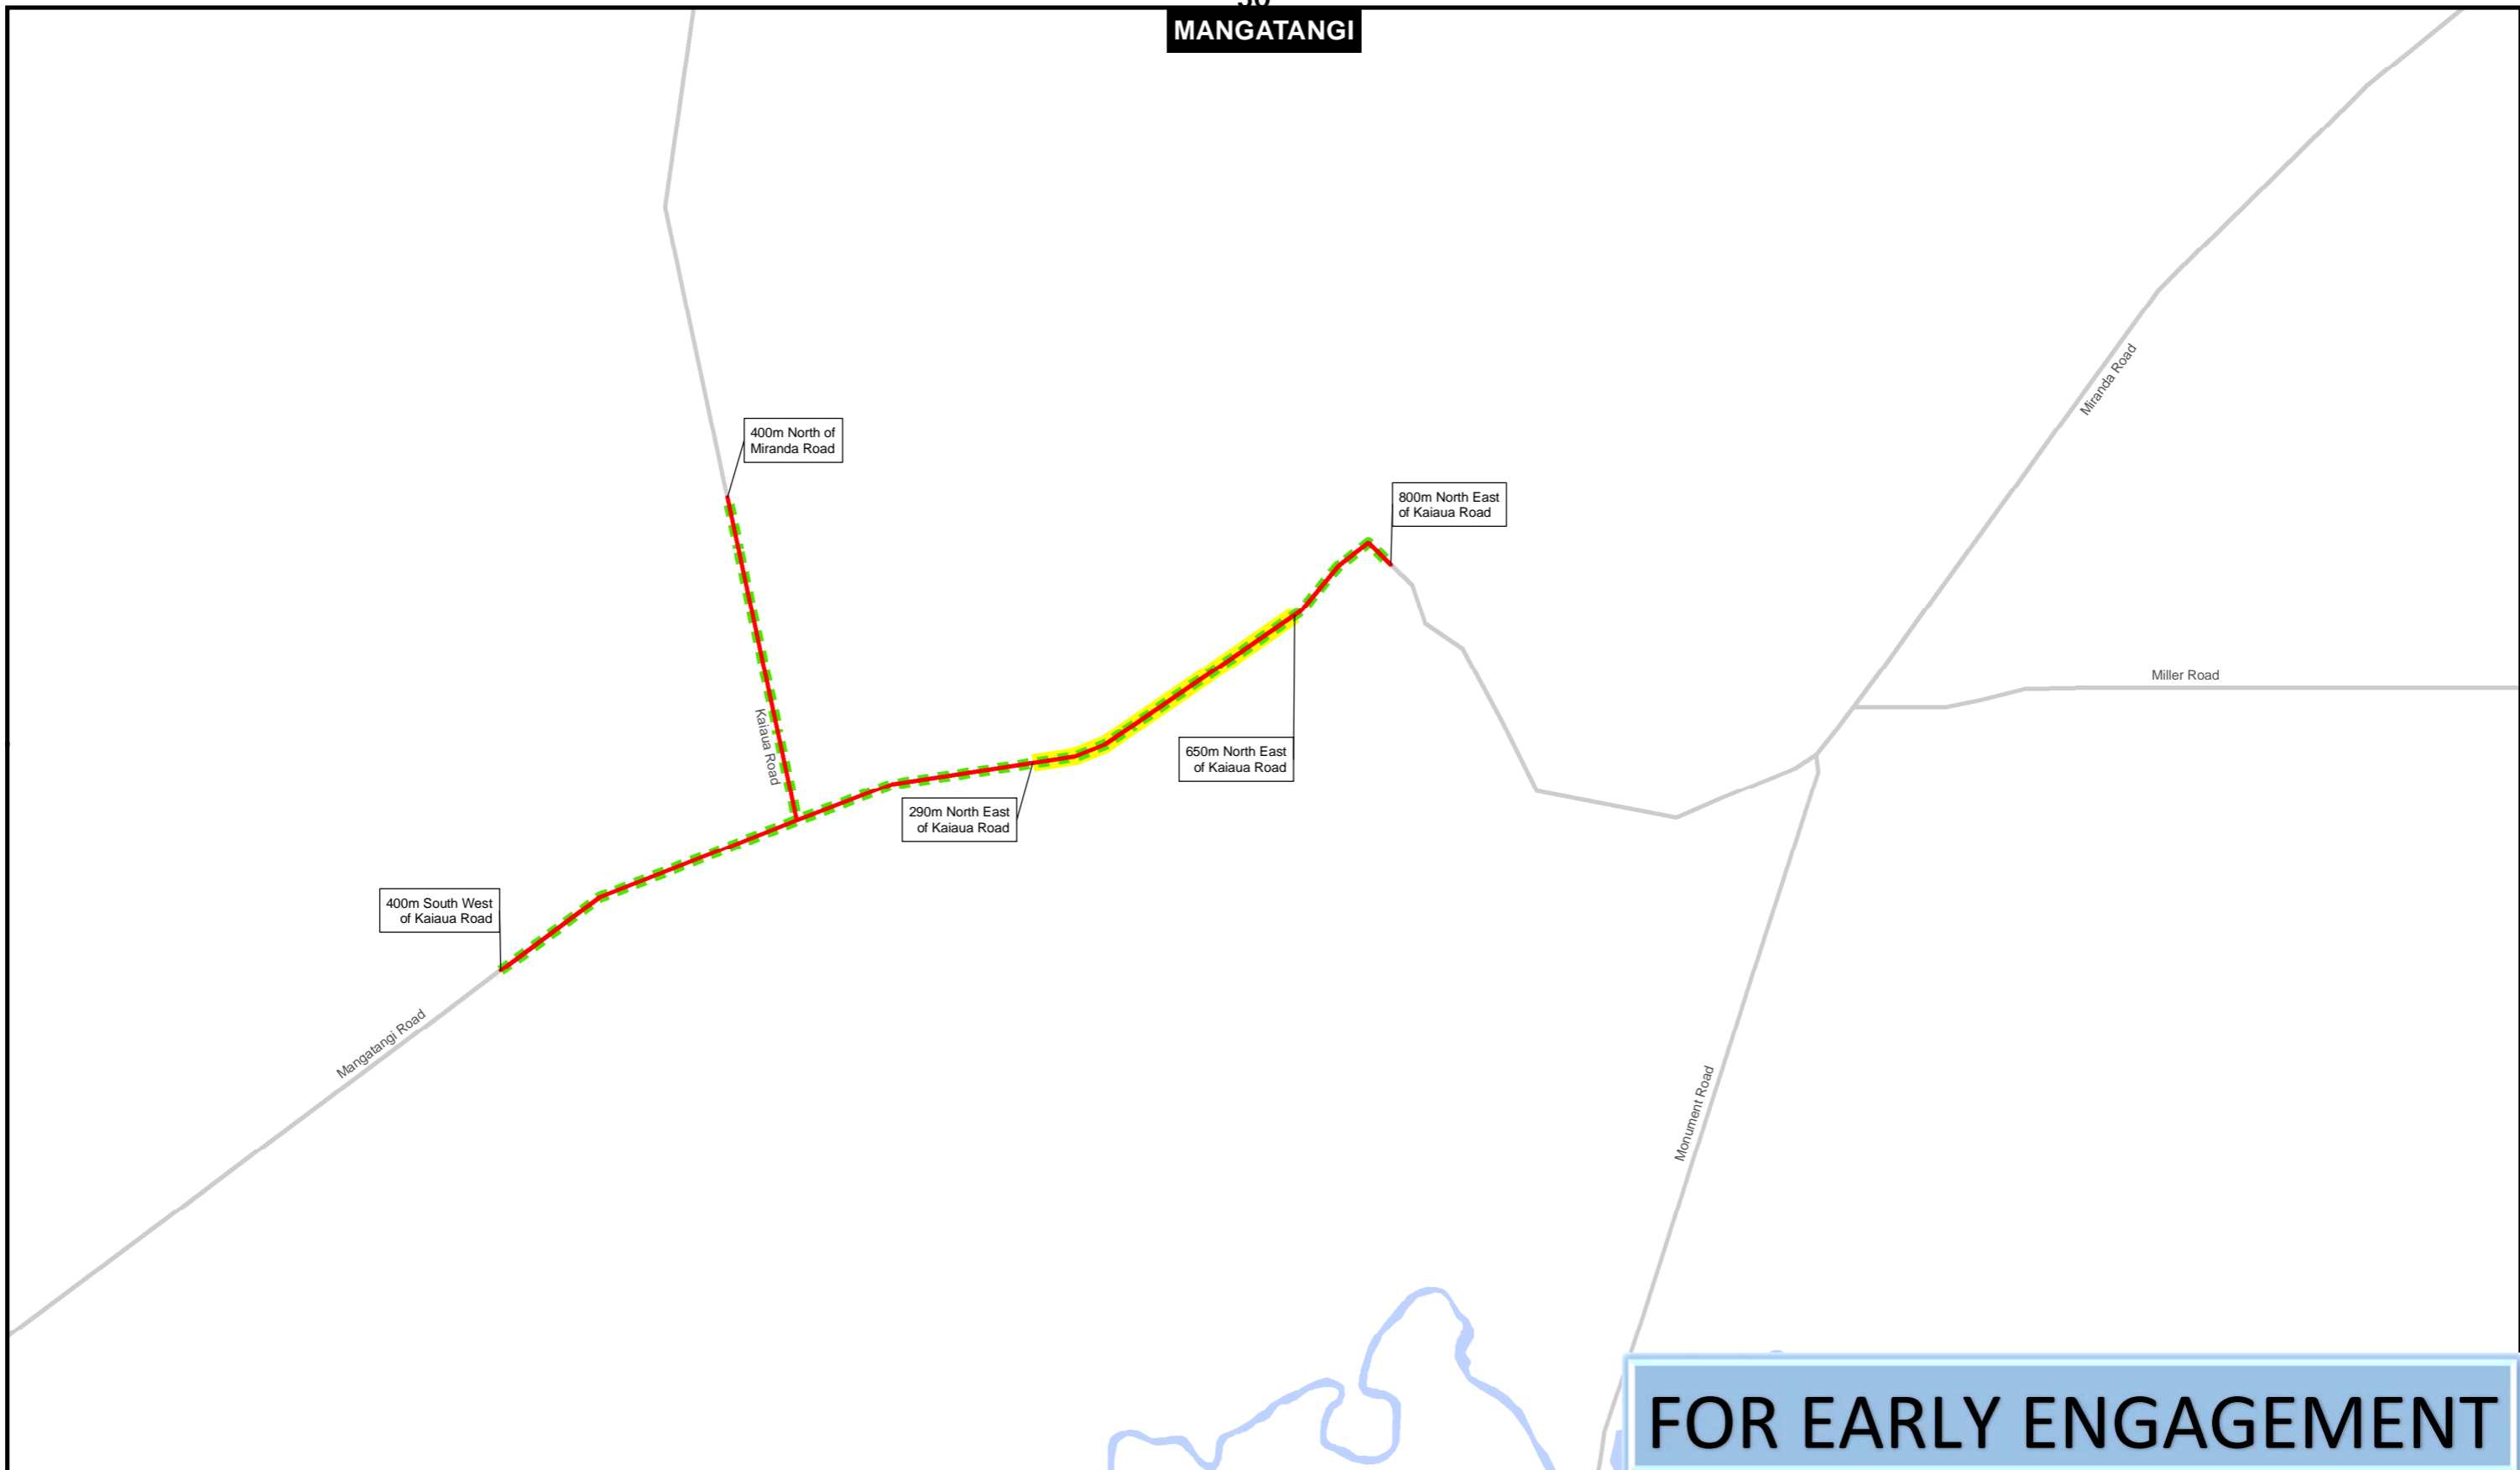 MANGATANGI
400m North of
Miranda Road
800m North East
of Kaiaua Road
Miranda Road
Miller Road
Kaiaua Road
650m North East
of Kaiaua Road
290m North East
of Kaiaua Road
400m South West
of Kaiaua Road
Mangatangi Road
Monument Road
FOR EARLY ENGAGEMENT